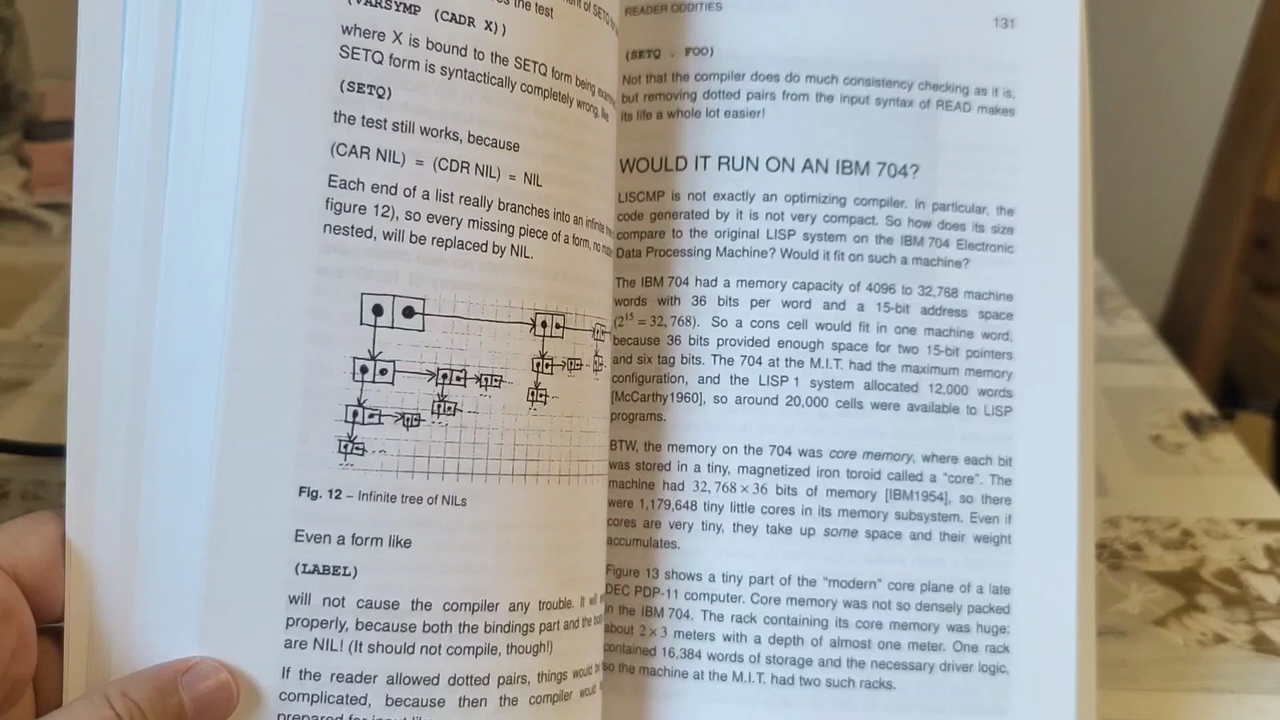 the test
(VARSYMP (CADR X))
where X is bound to the SETQ form being
SETQ form is syntactically completely wrong,
(SETQ)
the test still works, because
(CAR NIL) = (CDR NIL) = NIL
Each end of a list really branches into an infinite
figure 12), so every missing piece of a form, no
nested, will be replaced by NIL.
Fig. 12 – Infinite tree of NILs
Even a form like
(LABEL)
will not cause the compiler any trouble. It
properly, because both the bindings part and the
are NIL! (It should not compile, though!)
If the reader allowed dotted pairs, things would
complicated, because then the compiler would
READER ODDITIES
131
(SETQ . FOO)
Not that the compiler does do much consistency checking as it is,
but removing dotted pairs from the input syntax of READ makes
its life a whole lot easier!
WOULD IT RUN ON AN IBM 704?
LISCMP is not exactly an optimizing compiler. In particular, the
code generated by it is not very compact. So how does its size
compare to the original LISP system on the IBM 704 Electronic
Data Processing Machine? Would it fit on such a machine?
The IBM 704 had a memory capacity of 4096 to 32,768 machine
words with 36 bits per word and a 15-bit address space
(2¹⁵ = 32,768). So a cons cell would fit in one machine word,
because 36 bits provided enough space for two 15-bit pointers
and six tag bits. The 704 at the M.I.T. had the maximum memory
configuration, and the LISP 1 system allocated 12,000 words
[McCarthy1960], so around 20,000 cells were available to LISP
programs.
BTW, the memory on the 704 was core memory, where each bit
was stored in a tiny, magnetized iron toroid called a "core". The
machine had 32,768 × 36 bits of memory [IBM1954], so there
were 1,179,648 tiny little cores in its memory subsystem. Even if
cores are very tiny, they take up some space and their weight
accumulates.
Figure 13 shows a tiny part of the "modern" core plane of a late
DEC PDP-11 computer. Core memory was not so densely packed
in the IBM 704. The rack containing its core memory was huge:
about 2 × 3 meters with a depth of almost one meter. One rack
contained 16,384 words of storage and the necessary driver logic,
so the machine at the M.I.T. had two such racks.